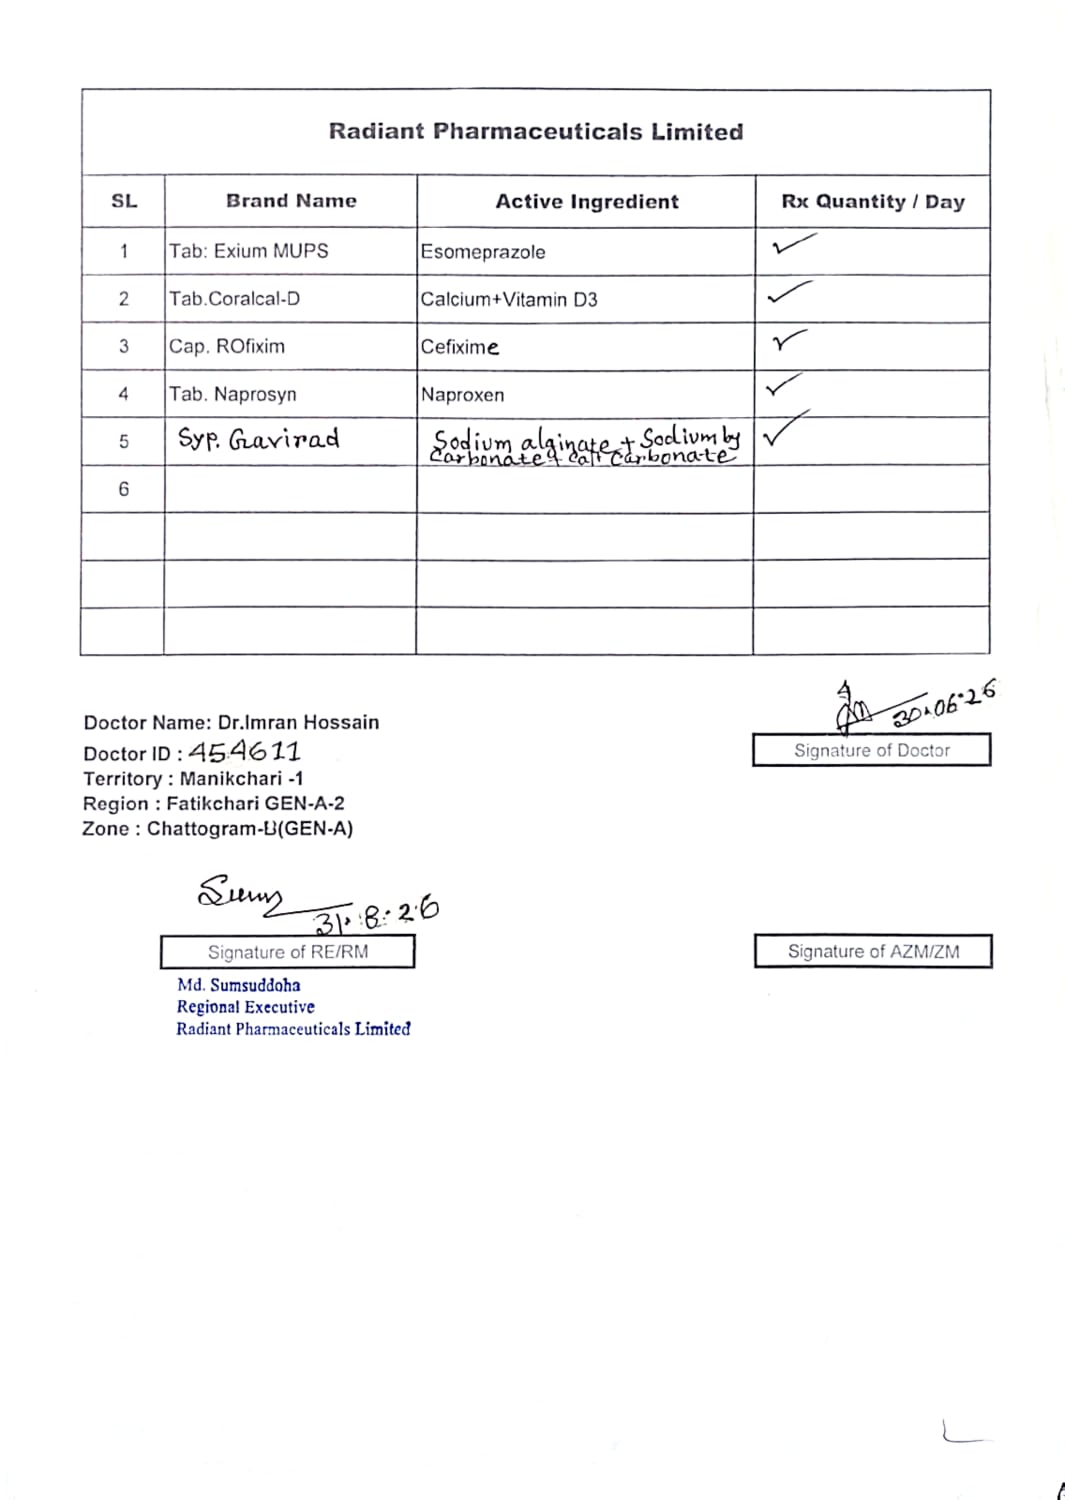 Radiant Pharmaceuticals Limited
SL Brand Name Active Ingredient Rx Quantity / Day
1 Tab: Exium MUPS Esomeprazole ✓
2 Tab.Coralcal-D Calcium+Vitamin D3 ✓
3 Cap. ROfixim Cefixime ✓
4 Tab. Naprosyn Naproxen ✓
5 Syp. Gavirad Sodium alginate + Sodium by ✓
carbonate + Carbonate
6
30.06.26
Signature of Doctor
Doctor Name: Dr.Imran Hossain
Doctor ID : 454611
Territory : Manikchari -1
Region : Fatikchari GEN-A-2
Zone : Chattogram-B(GEN-A)
31.8.26
Signature of RE/RM Signature of AZM/ZM
Md. Sumsuddoha
Regional Executive
Radiant Pharmaceuticals Limited